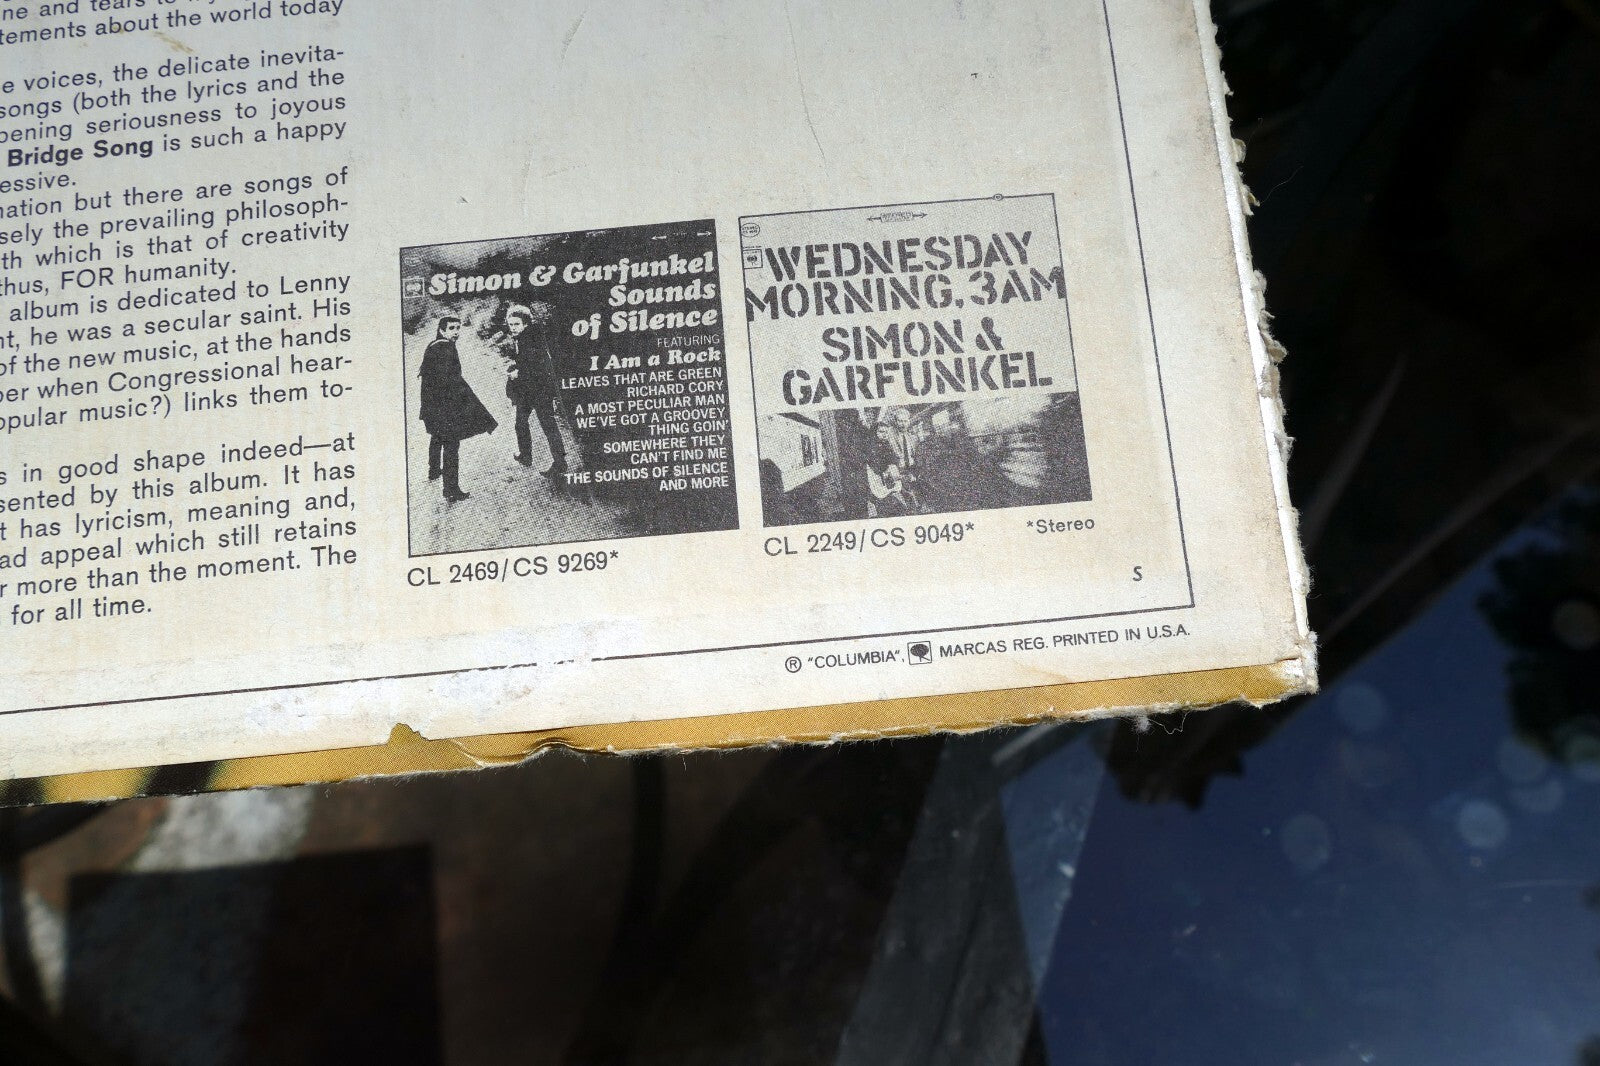 ne and tears to
tements about the world today
e voices, the delicate inevita-
songs (both the lyrics and the
pening seriousness to joyous
Bridge Song is such a happy
essive.
nation but there are songs of
sely the prevailing philosoph-
th which is that of creativity
thus, FOR humanity.
album is dedicated to Lenny
nt, he was a secular saint. His
of the new music, at the hands
per when Congressional hear-
opular music?) links them to-
s in good shape indeed—at
sented by this album. It has
t has lyricism, meaning and,
ad appeal which still retains
r more than the moment. The
for all time.
Simon & Garfunkel
Sounds
of Silence
FEATURING
I Am a Rock
LEAVES THAT ARE GREEN
RICHARD CORY
A MOST PECULIAR MAN
WE'VE GOT A GROOVEY
THING GOIN'
SOMEWHERE THEY
CAN'T FIND ME
THE SOUNDS OF SILENCE
AND MORE
CL 2469/CS 9269*
WEDNESDAY
MORNING, 3AM
SIMON &
GARFUNKEL
CL 2249/CS 9049*
*Stereo
S
® "COLUMBIA", MARCAS REG. PRINTED IN U.S.A.